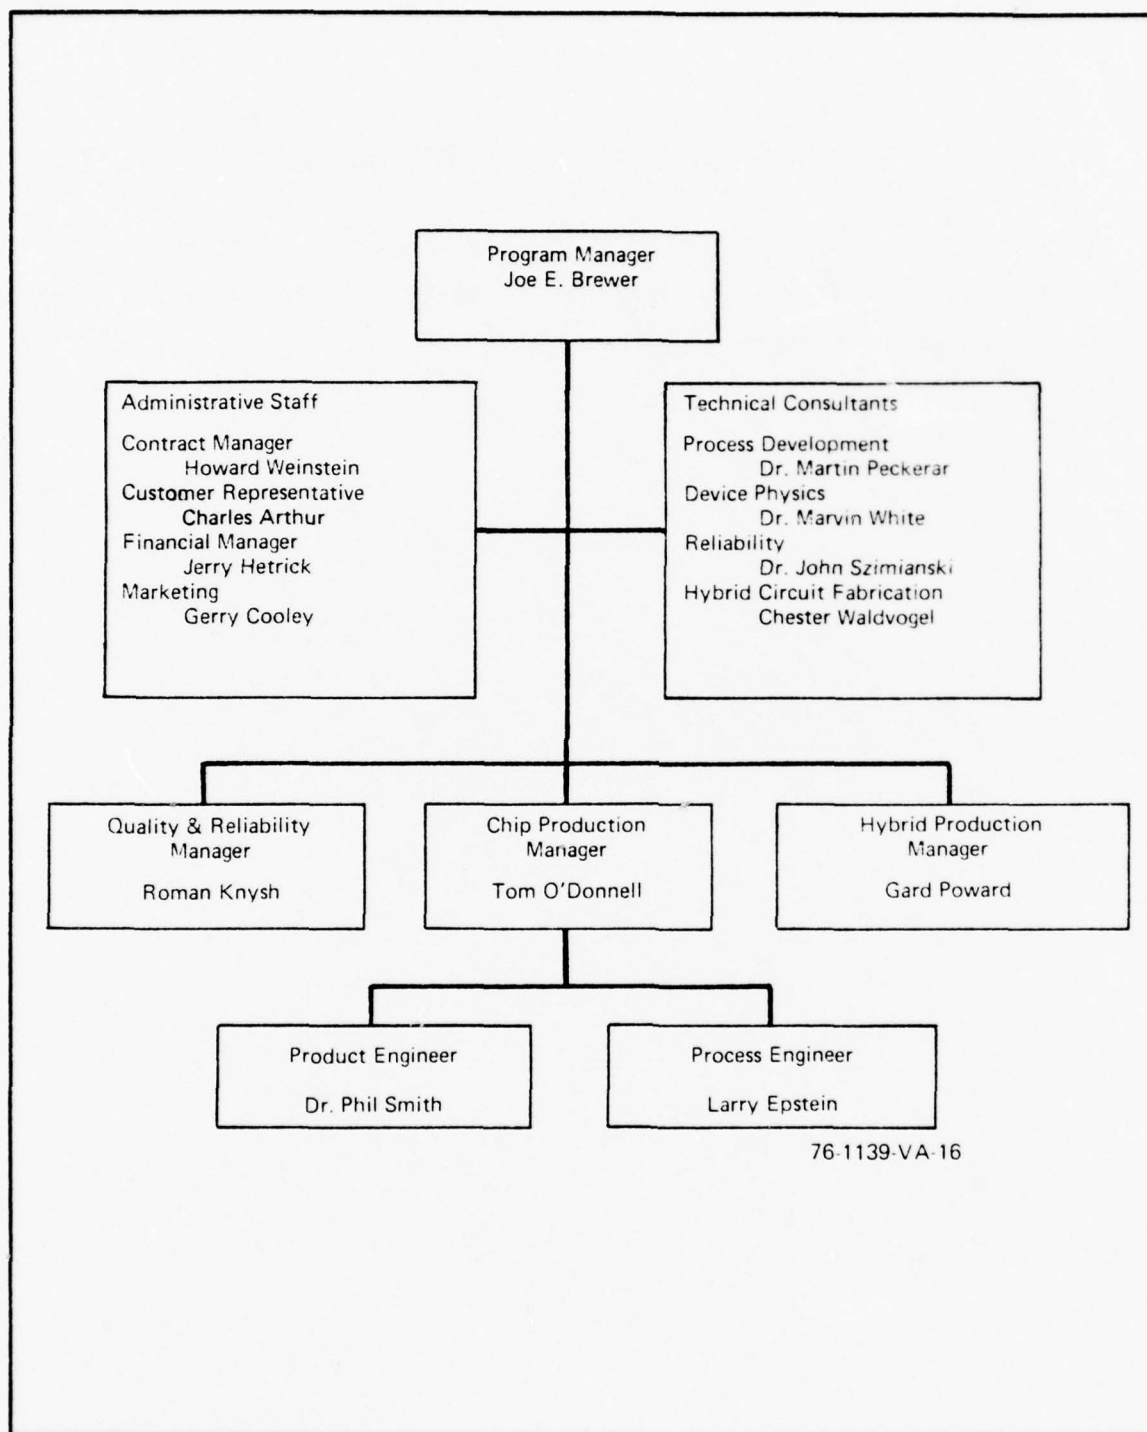 Program Manager
Joe E. Brewer
Administrative Staff
Contract Manager
Howard Weinstein
Customer Representative
Charles Arthur
Financial Manager
Jerry Hetrick
Marketing
Gerry Cooley
Technical Consultants
Process Development
Dr. Martin Peckerar
Device Physics
Dr. Marvin White
Reliability
Dr. John Szimianski
Hybrid Circuit Fabrication
Chester Waldvogel
Quality & Reliability
Manager
Roman Knysh
Chip Production
Manager
Tom O'Donnell
Hybrid Production
Manager
Gard Poward
Product Engineer
Dr. Phil Smith
Process Engineer
Larry Epstein
76-1139-VA-16